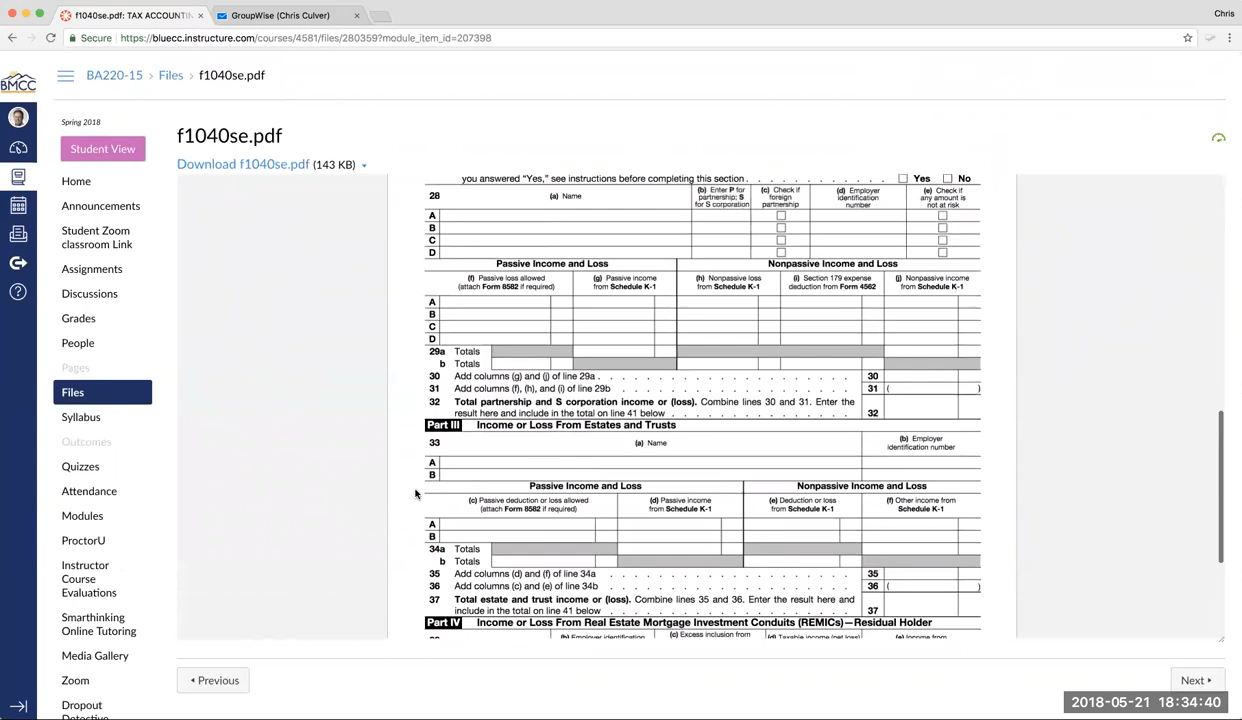 f1040se.pdf: TAX ACCOUNTIN
GroupWise (Chris Culver)
Chris
Secure
https://bluecc.instructure.com/courses/4581/files/280359?module_item_id=207398
BMCC
BA220-15 › Files › f1040se.pdf
Spring 2018
Student View
Home
Announcements
Student Zoom
classroom Link
Assignments
Discussions
Grades
People
Pages
Files
Syllabus
Outcomes
Quizzes
Attendance
Modules
ProctorU
Instructor
Course
Evaluations
Smarthinking
Online Tutoring
Media Gallery
Zoom
Dropout
Detective
f1040se.pdf
Download f1040se.pdf (143 KB)
you answered “Yes,” see instructions before completing this section . . . . . . . . . . . Yes No
28 (a) Name
(b) Enter P for
partnership; S
for S corporation
(c) Check if
foreign
partnership
(d) Employer
identification
number
(e) Check if
any amount is
not at risk
A
B
C
D
Passive Income and Loss
Nonpassive Income and Loss
(f) Passive loss allowed
(attach Form 8582 if required)
(g) Passive income
from Schedule K-1
(h) Nonpassive loss
from Schedule K-1
(i) Section 179 expense
deduction from Form 4562
(j) Nonpassive income
from Schedule K-1
A
B
C
D
29a Totals
b Totals
30 Add columns (g) and (j) of line 29a . . . . . . . . . . . . . . . . . . . . 30
31 Add columns (f), (h), and (i) of line 29b . . . . . . . . . . . . . . . . . . . 31 ( )
32 Total partnership and S corporation income or (loss). Combine lines 30 and 31. Enter the
result here and include in the total on line 41 below . . . . . . . . . . . . . . 32
Part III Income or Loss From Estates and Trusts
33 (a) Name
(b) Employer
identification number
A
B
Passive Income and Loss
Nonpassive Income and Loss
(c) Passive deduction or loss allowed
(attach Form 8582 if required)
(d) Passive income
from Schedule K-1
(e) Deduction or loss
from Schedule K-1
(f) Other income from
Schedule K-1
A
B
34a Totals
b Totals
35 Add columns (d) and (f) of line 34a . . . . . . . . . . . . . . . . . . . . 35
36 Add columns (c) and (e) of line 34b . . . . . . . . . . . . . . . . . . . . 36 ( )
37 Total estate and trust income or (loss). Combine lines 35 and 36. Enter the result here and
include in the total on line 41 below . . . . . . . . . . . . . . . . . . . 37
Part IV Income or Loss From Real Estate Mortgage Investment Conduits (REMICs)—Residual Holder
(b) Employer identification
(c) Excess inclusion from
(d) Taxable income (net loss)
(e) Income from
Previous
Next
2018-05-21 18:34:40